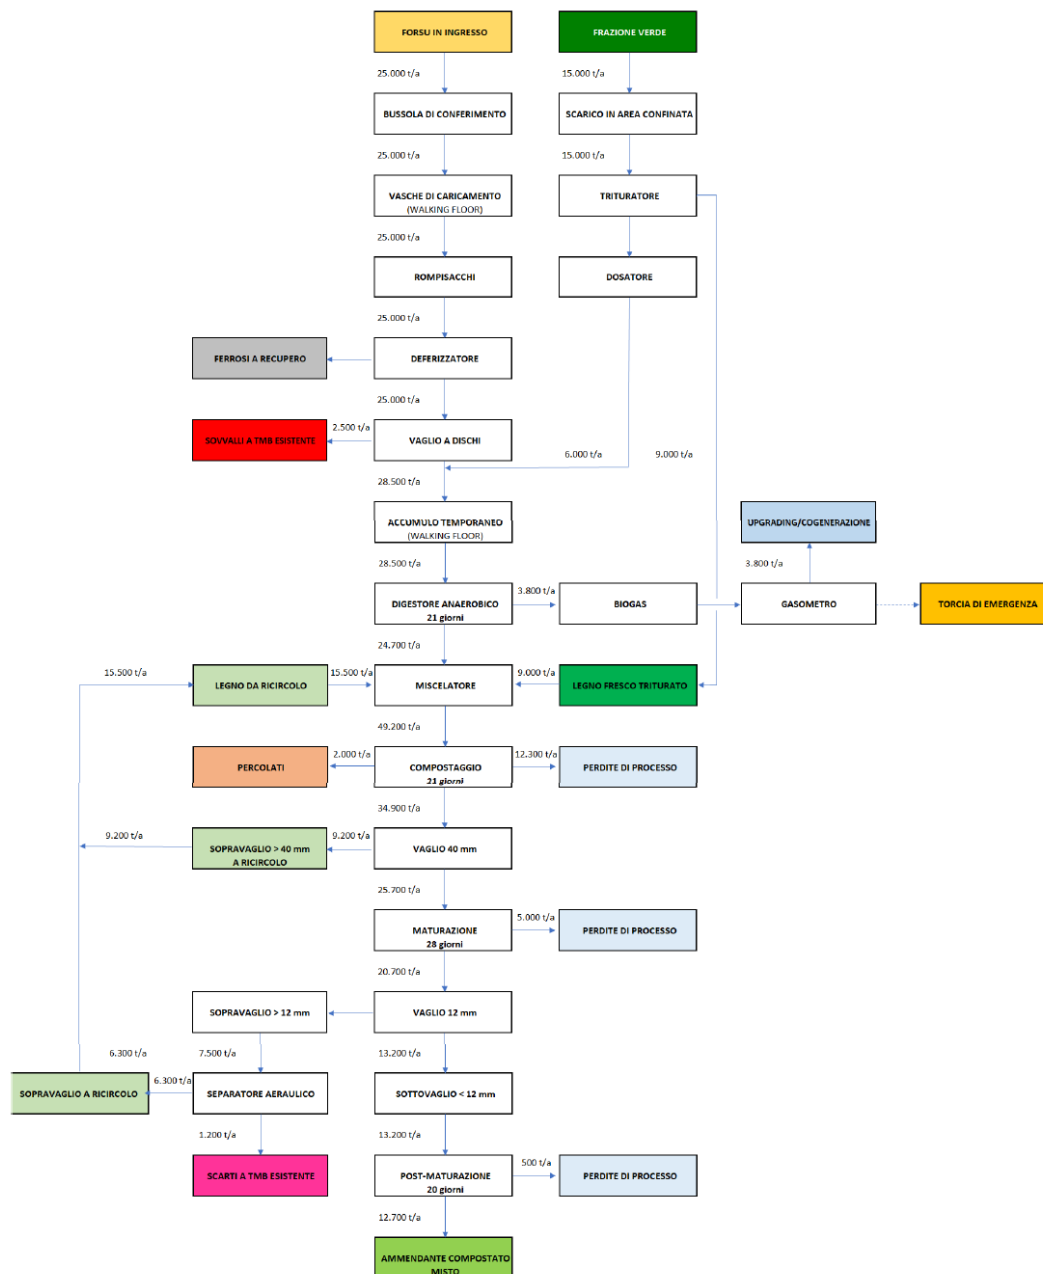 FORSU IN INGRESSO
FRAZIONE VERDE
25.000 t/a
15.000 t/a
BUSSOLA DI CONFERIMENTO
SCARICO IN AREA CONFINATA
25.000 t/a
15.000 t/a
VASCHE DI CARICAMENTO
(WALKING FLOOR)
TRITURATORE
25.000 t/a
ROMPISACCHI
DOSATORE
25.000 t/a
FERROSI A RECUPERO
DEFERIZZATORE
25.000 t/a
SOVVALLI A TMB ESISTENTE
2.500 t/a
VAGLIO A DISCHI
6.000 t/a
9.000 t/a
28.500 t/a
ACCUMULO TEMPORANEO
(WALKING FLOOR)
UPGRADING/COGENERAZIONE
28.500 t/a
3.800 t/a
DIGESTORE ANAEROBICO
21 giorni
3.800 t/a
BIOGAS
GASOMETRO
TORCIA DI EMERGENZA
24.700 t/a
15.500 t/a
LEGNO DA RICIRCOLO
15.500 t/a
MISCELATORE
9.000 t/a
LEGNO FRESCO TRITURATO
49.200 t/a
PERCOLATI
2.000 t/a
COMPOSTAGGIO
21 giorni
12.300 t/a
PERDITE DI PROCESSO
34.900 t/a
9.200 t/a
SOPRAVAGLIO > 40 mm
A RICIRCOLO
9.200 t/a
VAGLIO 40 mm
25.700 t/a
MATURAZIONE
28 giorni
5.000 t/a
PERDITE DI PROCESSO
20.700 t/a
SOPRAVAGLIO > 12 mm
VAGLIO 12 mm
6.300 t/a
7.500 t/a
13.200 t/a
SOPRAVAGLIO A RICIRCOLO
6.300 t/a
SEPARATORE AERAULICO
SOTTOVAGLIO < 12 mm
1.200 t/a
13.200 t/a
SCARTI A TMB ESISTENTE
POST-MATURAZIONE
20 giorni
500 t/a
PERDITE DI PROCESSO
12.700 t/a
AMMENDANTE COMPOSTATO
MISTO